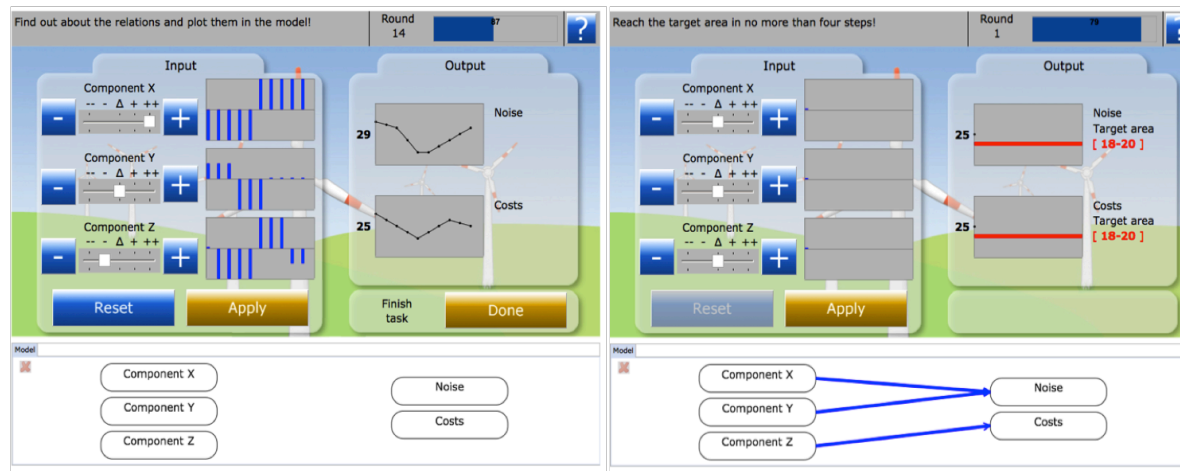 Find out about the relations and plot them in the model!
Round
14
87
?
Input
Output
Component X
-- - Δ + ++
- +
Component Y
-- - Δ + ++
- +
Component Z
-- - Δ + ++
- +
29
Noise
25
Costs
Reset
Apply
Finish
task
Done
Model
Component X
Component Y
Component Z
Noise
Costs
Reach the target area in no more than four steps!
Round
1
79
Input
Output
Component X
-- - Δ + ++
- +
Component Y
-- - Δ + ++
- +
Component Z
-- - Δ + ++
- +
25
Noise
Target area
[ 18-20 ]
25
Costs
Target area
[ 18-20 ]
Reset
Apply
Model
Component X
Component Y
Component Z
Noise
Costs